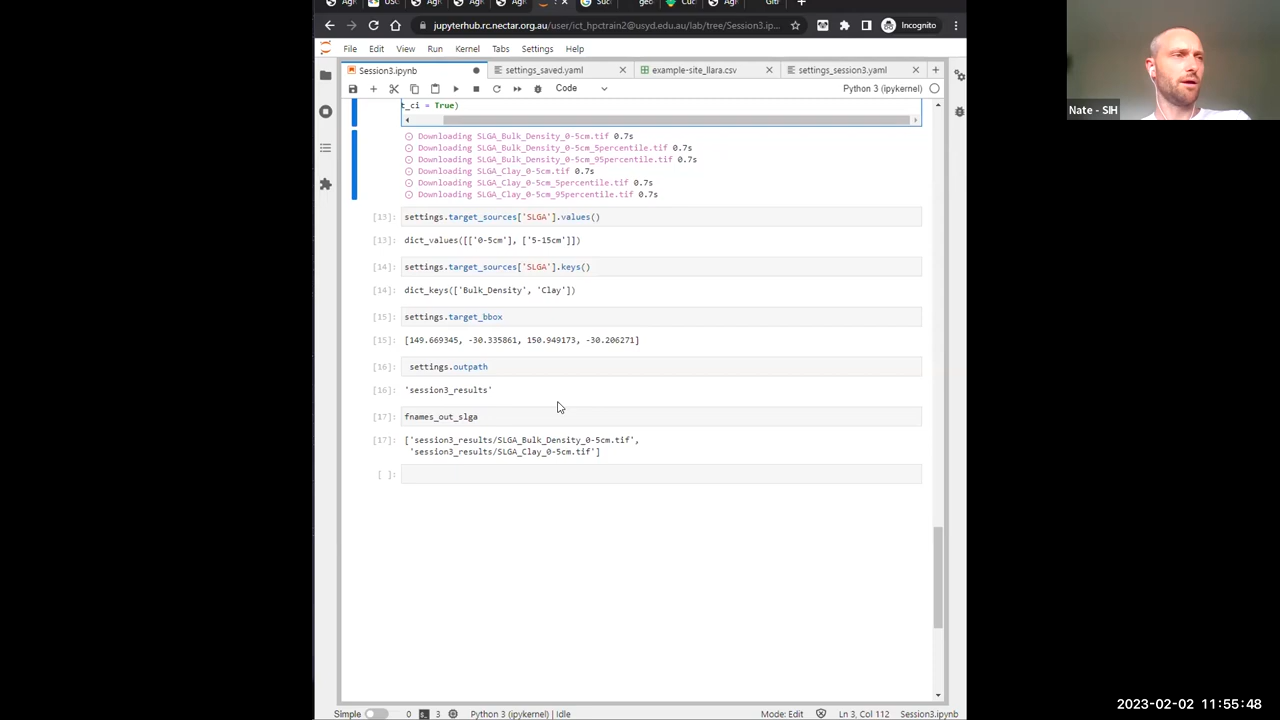 jupyterhub.rc.nectar.org.au/user/ict_hpctrain2@usyd.edu.au/lab/tree/Session3.ip...
Incognito
File Edit View Run Kernel Tabs Settings Help
Session3.ipynb
settings_saved.yaml
example-site_llara.csv
settings_session3.yaml
Code
Python 3 (ipykernel)
t_ci = True)
Downloading SLGA_Bulk_Density_0-5cm.tif 0.7s
Downloading SLGA_Bulk_Density_0-5cm_5percentile.tif 0.7s
Downloading SLGA_Bulk_Density_0-5cm_95percentile.tif 0.7s
Downloading SLGA_Clay_0-5cm.tif 0.7s
Downloading SLGA_Clay_0-5cm_5percentile.tif 0.7s
Downloading SLGA_Clay_0-5cm_95percentile.tif 0.7s
[13]: settings.target_sources['SLGA'].values()
[13]: dict_values([['0-5cm'], ['5-15cm']])
[14]: settings.target_sources['SLGA'].keys()
[14]: dict_keys(['Bulk_Density', 'Clay'])
[15]: settings.target_bbox
[15]: [149.669345, -30.335861, 150.949173, -30.206271]
[16]: settings.outpath
[16]: 'session3_results'
[17]: fnames_out_slga
[17]: ['session3_results/SLGA_Bulk_Density_0-5cm.tif',
'session3_results/SLGA_Clay_0-5cm.tif']
[ ]:
Simple 0 3 Python 3 (ipykernel) | Idle Mode: Edit Ln 3, Col 112 Session3.ipynb
Nate - SIH
2023-02-02 11:55:48